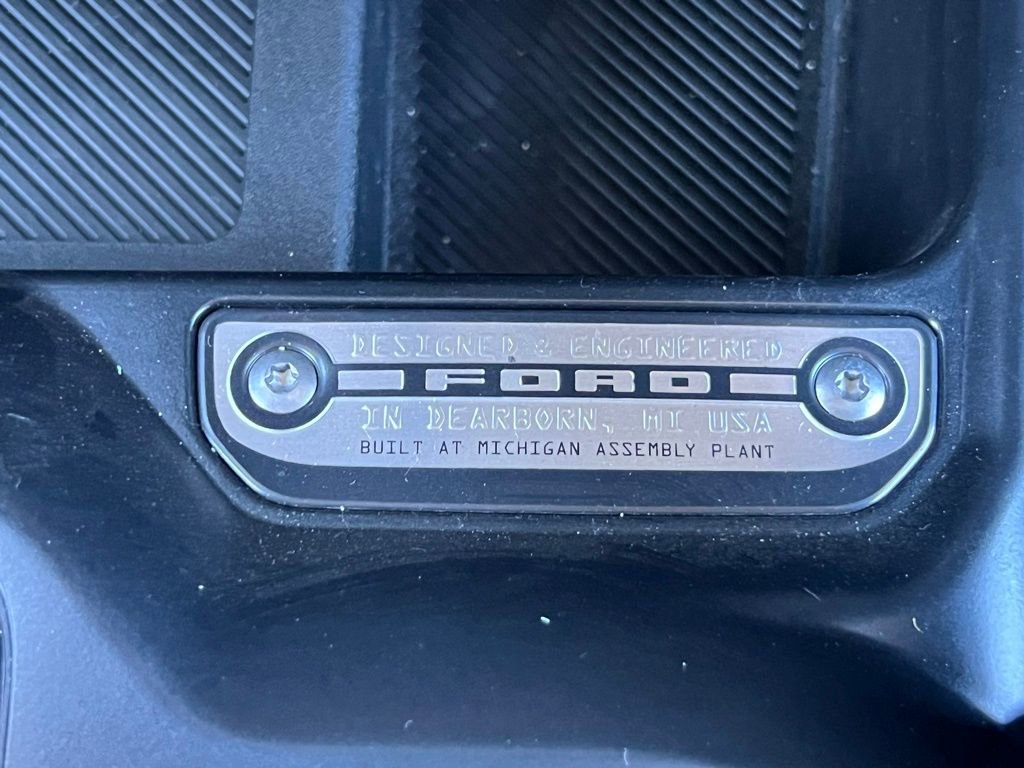 DESIGNED & ENGINEERED
FORD
IN DEARBORN, MI USA
BUILT AT MICHIGAN ASSEMBLY PLANT